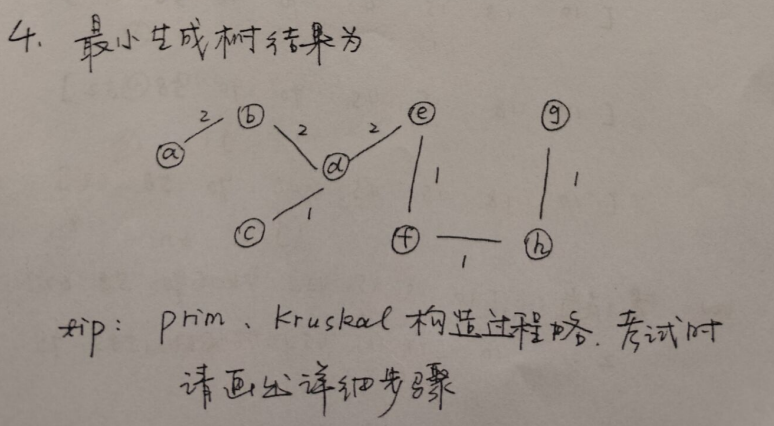 4. 最小生成树结果为
2 b 2 2 e g
a d 1 1
c 1 f 1 h
tip: prim、Kruskal 构造过程略. 考试时
请画出详细步骤